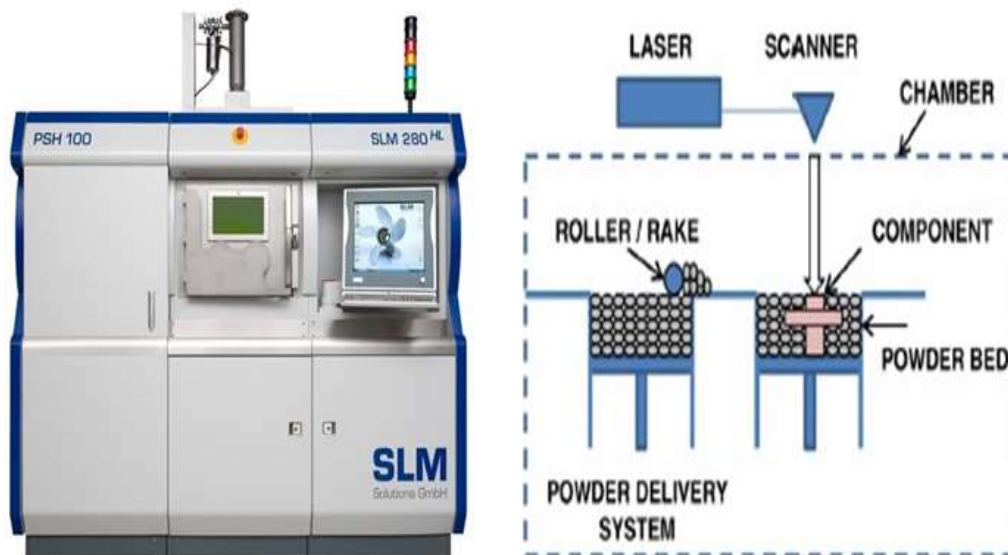 PSH 100
SLM 280 HL
SLM
SLM
Solutions GmbH
LASER
SCANNER
CHAMBER
ROLLER / RAKE
COMPONENT
POWDER BED
POWDER DELIVERY
SYSTEM